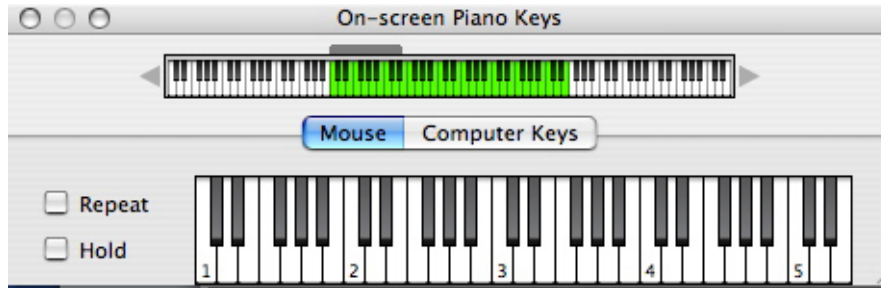 On-screen Piano Keys
Mouse Computer Keys
Repeat
Hold
1 2 3 4 5